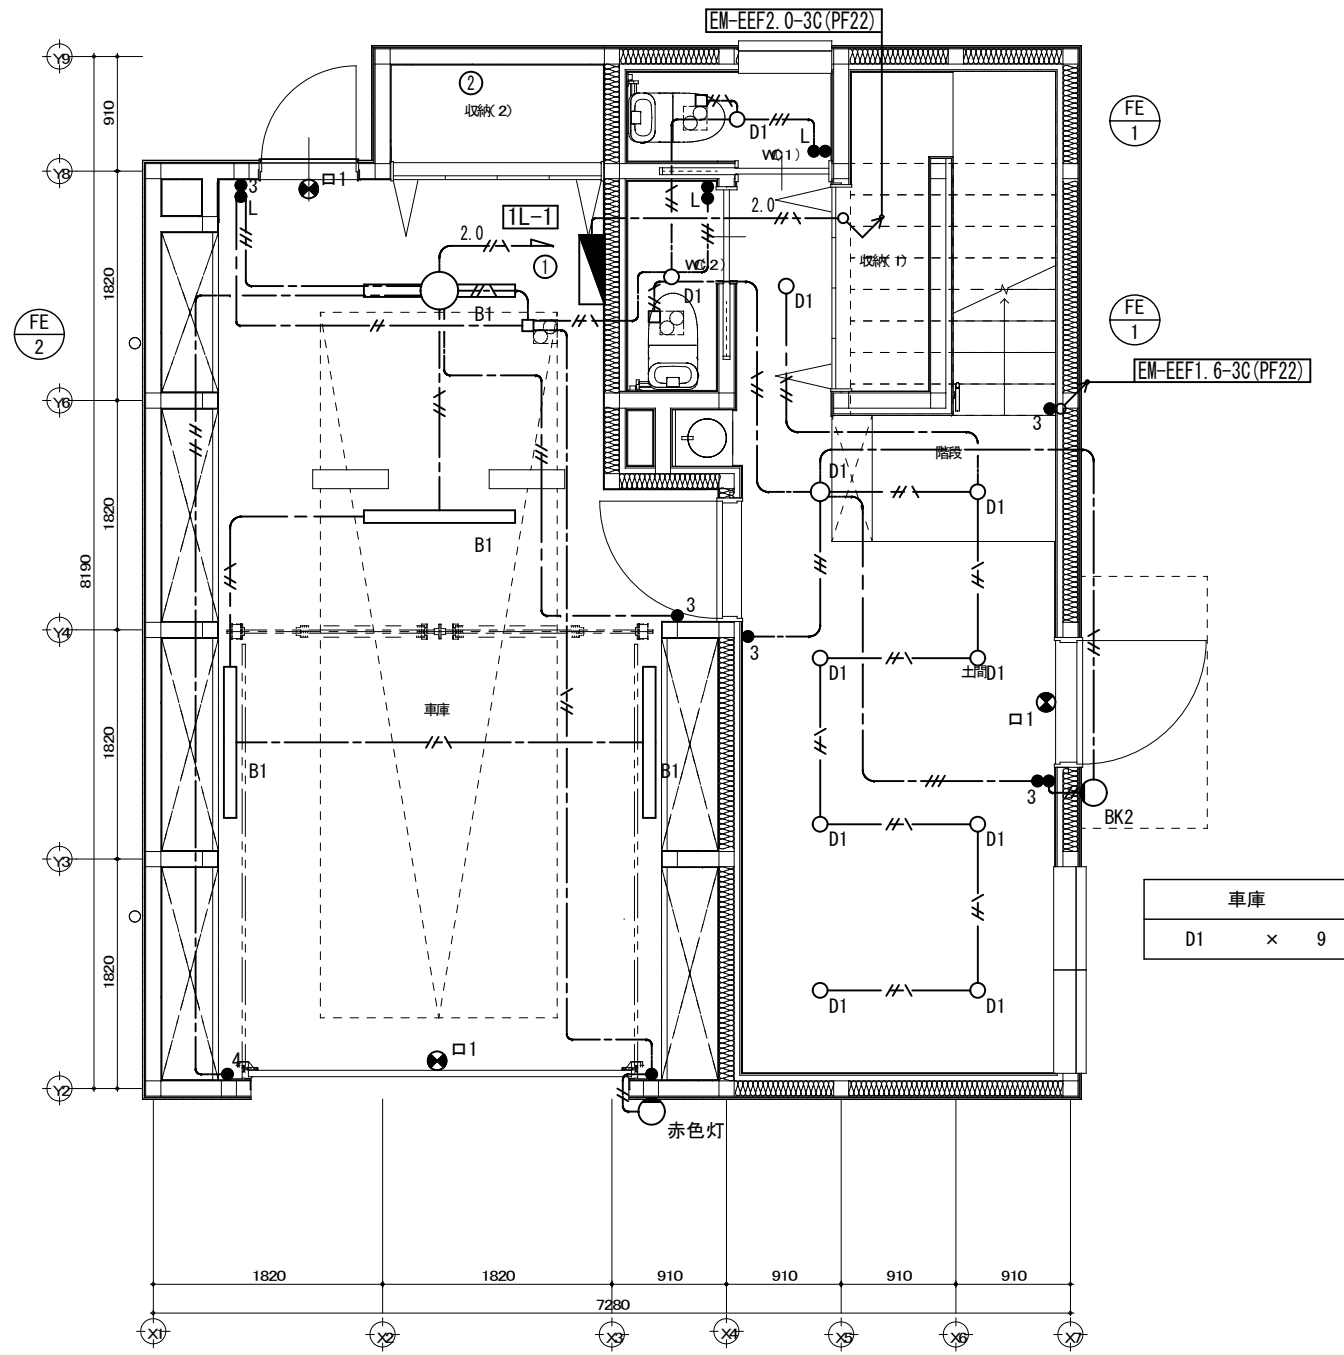 EM-EEF2.0-3C(PF22)
Y9
②
収納(2)
FE
1
910
D1
L
WC(1)
Y8
3
ロ1
L
L
1L-1
2.0
2.0
①
WC(2)
収納(1)
1820
D1
D1
B1
FE
1
FE
2
EM-EEF1.6-3C(PF22)
Y6
3
階段
D1
D1
1820
B1
8190
3
Y4
3
D1
土間
D1
車庫
ロ1
1820
B1
B1
3
BK2
D1
D1
Y3
車庫
D1 × 9
1820
D1
D1
ロ1
4
Y2
赤色灯
1820
1820
910
910
910
910
7280
X1
X2
X3
X4
X5
X6
X7